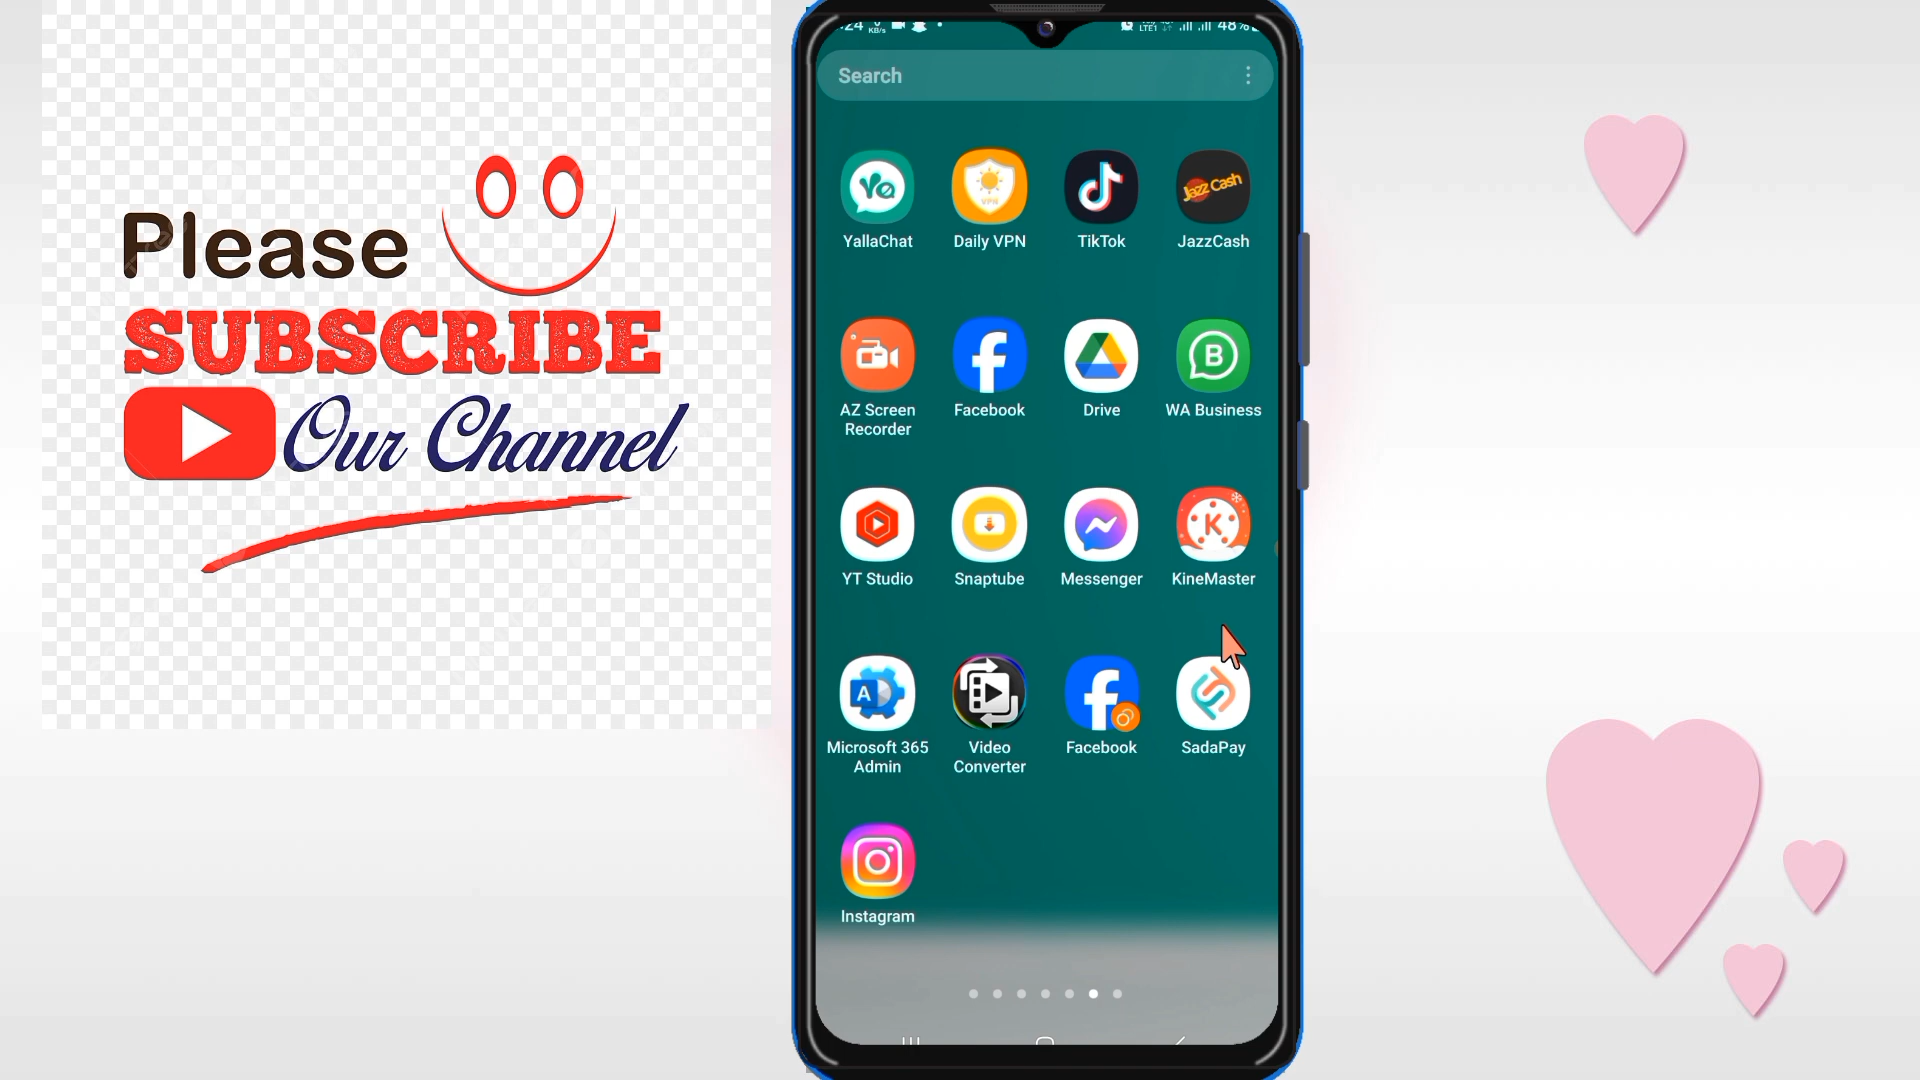 Please
SUBSCRIBE
Our Channel
48%
Search
YallaChat
Daily VPN
TikTok
JazzCash
AZ Screen
Recorder
Facebook
Drive
WA Business
YT Studio
Snaptube
Messenger
KineMaster
Microsoft 365
Admin
Video
Converter
Facebook
SadaPay
Instagram